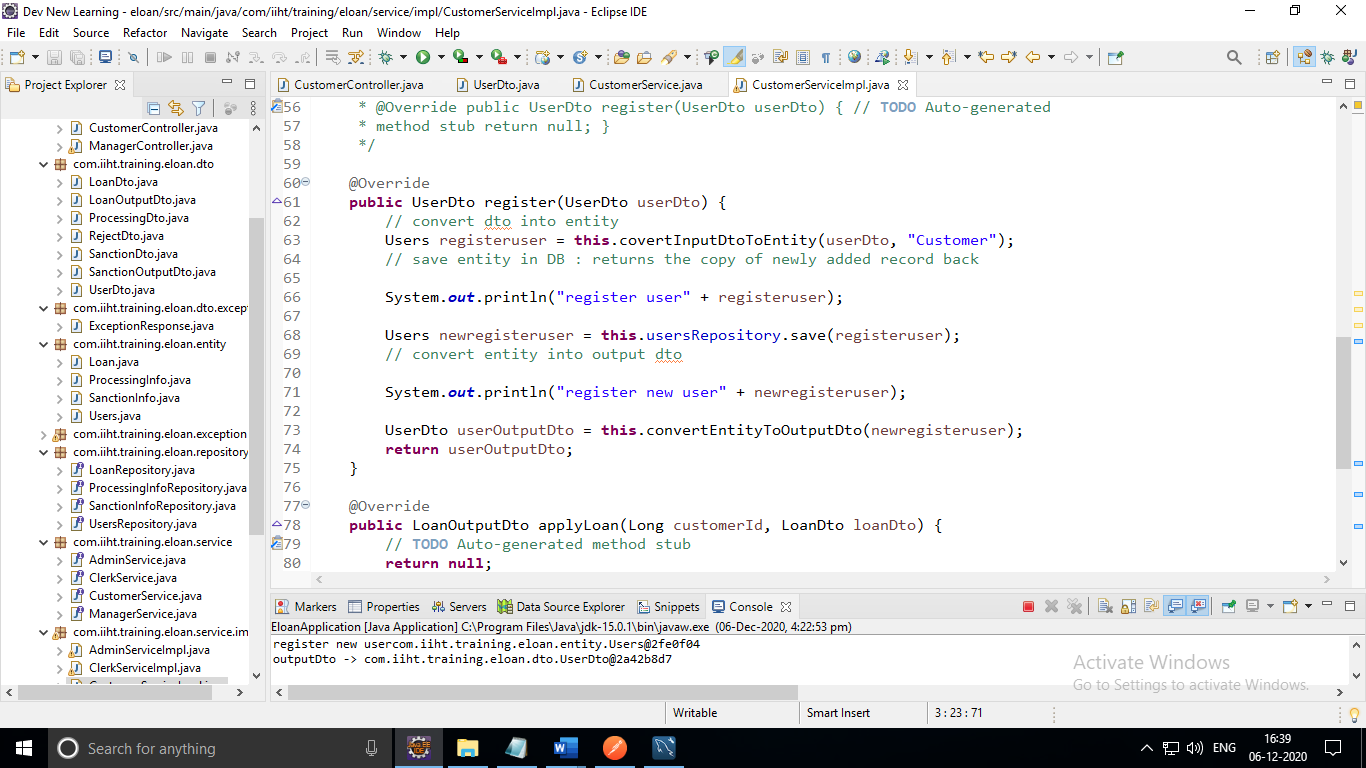 Dev New Learning - eloan/src/main/java/com/iiht/training/eloan/service/impl/CustomerServiceImpl.java - Eclipse IDE
File Edit Source Refactor Navigate Search Project Run Window Help
Project Explorer
CustomerController.java
ManagerController.java
com.iiht.training.eloan.dto
LoanDto.java
LoanOutputDto.java
ProcessingDto.java
RejectDto.java
SanctionDto.java
SanctionOutputDto.java
UserDto.java
com.iiht.training.eloan.dto.excep
ExceptionResponse.java
com.iiht.training.eloan.entity
Loan.java
ProcessingInfo.java
SanctionInfo.java
Users.java
com.iiht.training.eloan.exception
com.iiht.training.eloan.repository
LoanRepository.java
ProcessingInfoRepository.java
SanctionInfoRepository.java
UsersRepository.java
com.iiht.training.eloan.service
AdminService.java
ClerkService.java
CustomerService.java
ManagerService.java
com.iiht.training.eloan.service.im
AdminServiceImpl.java
ClerkServiceImpl.java
CustomerController.java UserDto.java CustomerService.java CustomerServiceImpl.java
56 * @Override public UserDto register(UserDto userDto) { // TODO Auto-generated
57 * method stub return null; }
58 */
59
60 @Override
61 public UserDto register(UserDto userDto) {
62 // convert dto into entity
63 Users registeruser = this.covertInputDtoToEntity(userDto, "Customer");
64 // save entity in DB : returns the copy of newly added record back
65
66 System.out.println("register user" + registeruser);
67
68 Users newregisteruser = this.usersRepository.save(registeruser);
69 // convert entity into output dto
70
71 System.out.println("register new user" + newregisteruser);
72
73 UserDto userOutputDto = this.convertEntityToOutputDto(newregisteruser);
74 return userOutputDto;
75 }
76
77 @Override
78 public LoanOutputDto applyLoan(Long customerId, LoanDto loanDto) {
79 // TODO Auto-generated method stub
80 return null;
Markers Properties Servers Data Source Explorer Snippets Console
EloanApplication [Java Application] C:\Program Files\Java\jdk-15.0.1\bin\javaw.exe (06-Dec-2020, 4:22:53 pm)
register new usercom.iiht.training.eloan.entity.Users@2fe0f04
outputDto -> com.iiht.training.eloan.dto.UserDto@2a42b8d7
Activate Windows
Go to Settings to activate Windows.
Writable Smart Insert 3 : 23 : 71
Search for anything
ENG
16:39
06-12-2020